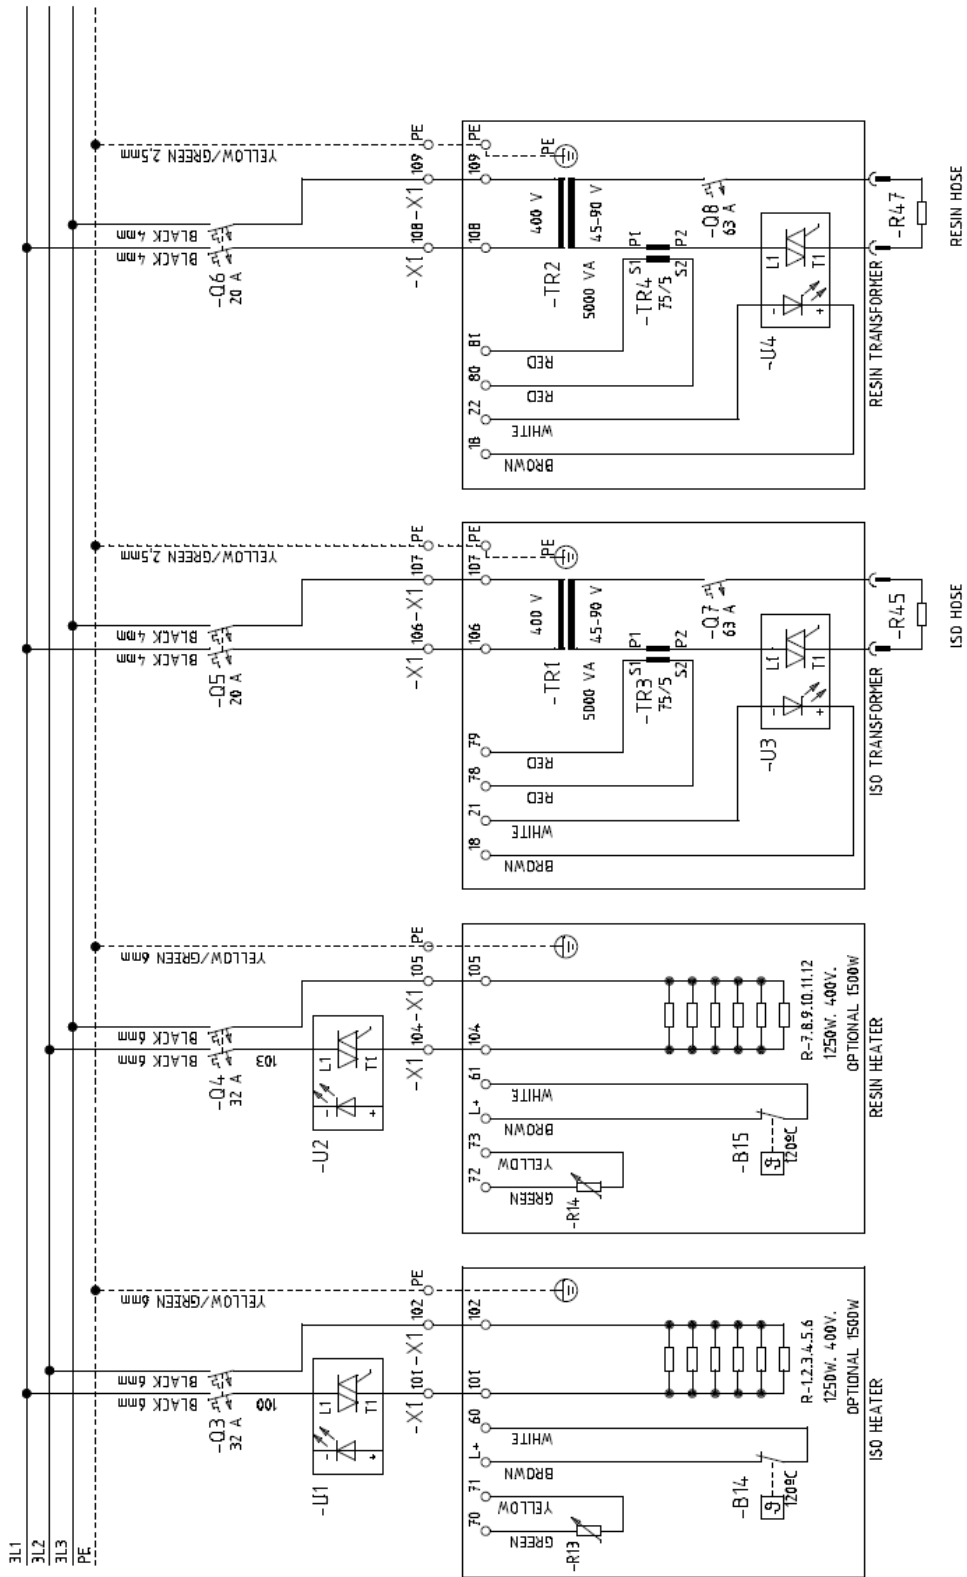 3L1
3L2
3L3
PE
BLACK 6mm
BLACK 6mm
YELLOW/GREEN 6mm
-Q3
32 A
100
-U1
L1
T1
-
+
-X1
101
-X1
102
PE
70
71
L+
60
101
102
GREEN
YELLOW
BROWN
WHITE
-R13
-B14
120ºC
R-1.2.3.4.5.6
1250W. 400V.
OPTIONAL 1500W
ISO HEATER
BLACK 6mm
BLACK 6mm
YELLOW/GREEN 6mm
-Q4
32 A
103
-U2
L1
T1
-
+
-X1
104
-X1
105
PE
72
73
L+
61
104
105
GREEN
YELLOW
BROWN
WHITE
-R14
-B15
120ºC
R-7.8.9.10.11.12
1250W. 400V.
OPTIONAL 1500W
RESIN HEATER
BLACK 4mm
BLACK 4mm
YELLOW/GREEN 2,5mm
-Q5
20 A
-X1
106
-X1
107
PE
18
21
78
79
106
107
PE
BROWN
WHITE
RED
RED
-TR1
5000 VA
400 V
45-90 V
PE
-TR3
75/5
S1
P1
S2
P2
-Q7
63 A
-U3
L1
T1
-
+
ISO TRANSFORMER
-R45
ISO HOSE
BLACK 4mm
BLACK 4mm
YELLOW/GREEN 2,5mm
-Q6
20 A
-X1
108
-X1
109
PE
18
22
80
81
108
109
PE
BROWN
WHITE
RED
RED
-TR2
5000 VA
400 V
45-90 V
PE
-TR4
75/5
S1
P1
S2
P2
-Q8
63 A
-U4
L1
T1
-
+
RESIN TRANSFORMER
-R47
RESIN HOSE